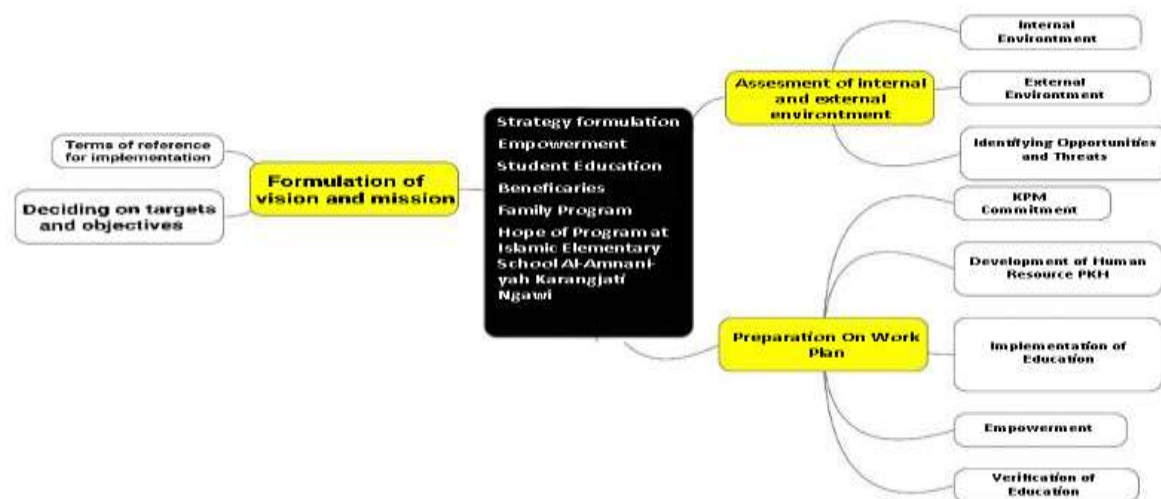 Terms of reference
for implementation
Deciding on targets
and objectives
Formulation of
vision and mission
Strategy formulation
Empowerment
Student Education
Beneficaries
Family Program
Hope of Program at
Islamic Elementary
School Al-Amnani-
yah Karangjati
Ngawi
Assesment of internal
and external
environtment
Internal
Environtment
External
Environtment
Identifying Opportunities
and Threats
Preparation On Work
Plan
KPM
Commitment
Development of Human
Resource PKH
Implementation of
Education
Empowerment
Verification of
Education